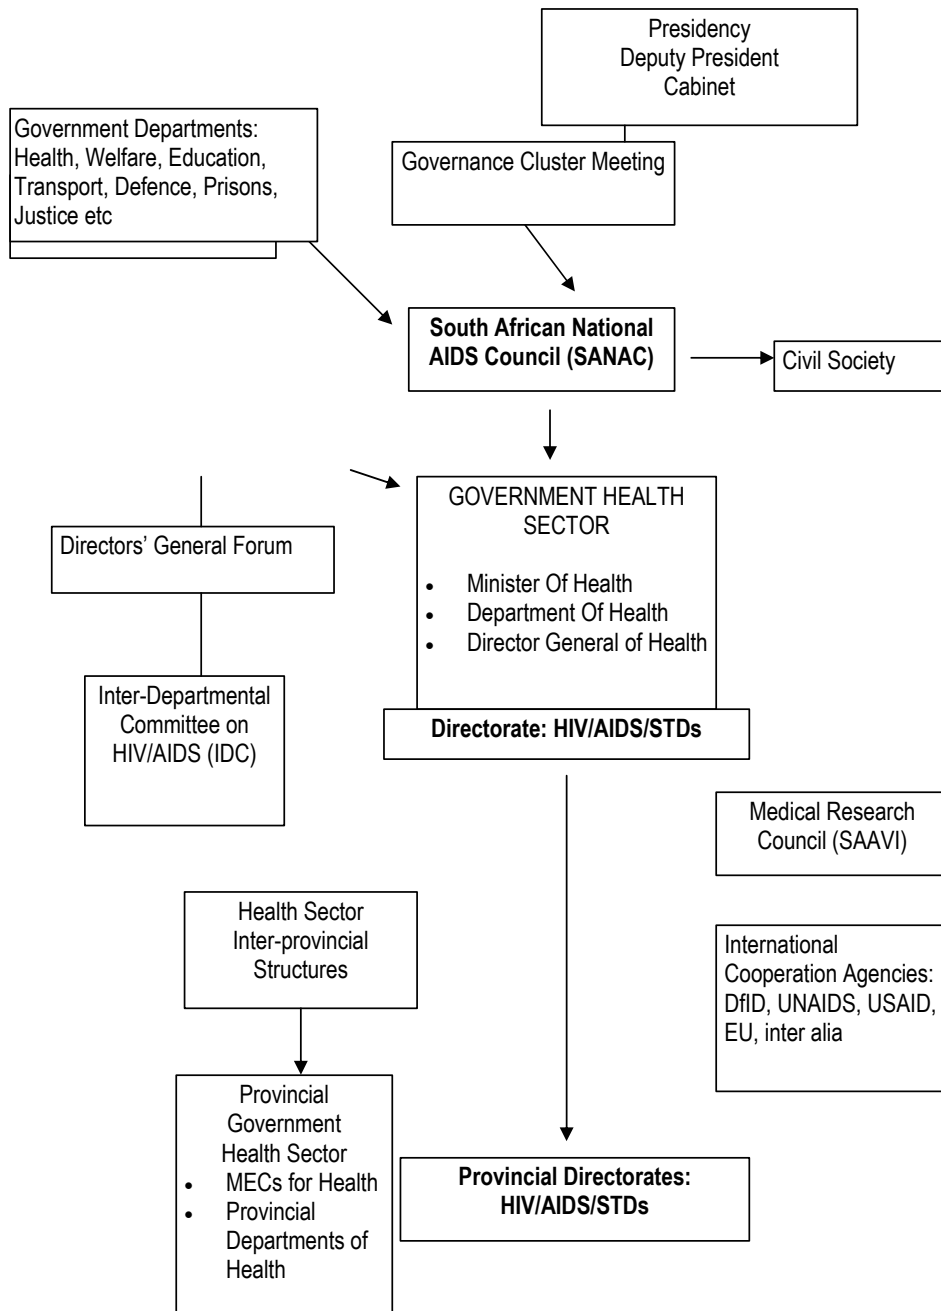 Presidency
Deputy President
Cabinet
Government Departments:
Health, Welfare, Education,
Transport, Defence, Prisons,
Justice etc
Governance Cluster Meeting
South African National
AIDS Council (SANAC)
Civil Society
GOVERNMENT HEALTH
SECTOR
• Minister Of Health
• Department Of Health
• Director General of Health
Directors’ General Forum
Inter-Departmental
Committee on
HIV/AIDS (IDC)
Directorate: HIV/AIDS/STDs
Medical Research
Council (SAAVI)
Health Sector
Inter-provincial
Structures
International
Cooperation Agencies:
DfID, UNAIDS, USAID,
EU, inter alia
Provincial
Government
Health Sector
• MECs for Health
• Provincial
Departments of
Health
Provincial Directorates:
HIV/AIDS/STDs